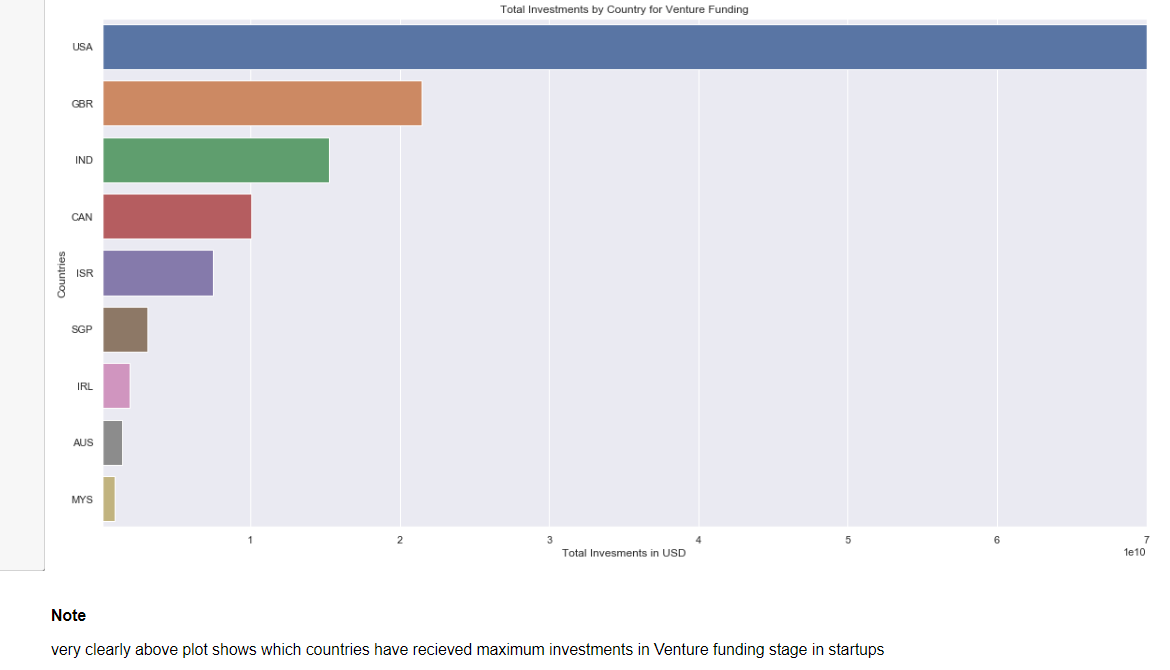 Total Investments by Country for Venture Funding
USA
GBR
IND
CAN
ISR
SGP
IRL
AUS
MYS
Countries
1 2 3 4 5 6 7
1e10
Total Invesments in USD
Note
very clearly above plot shows which countries have recieved maximum investments in Venture funding stage in startups